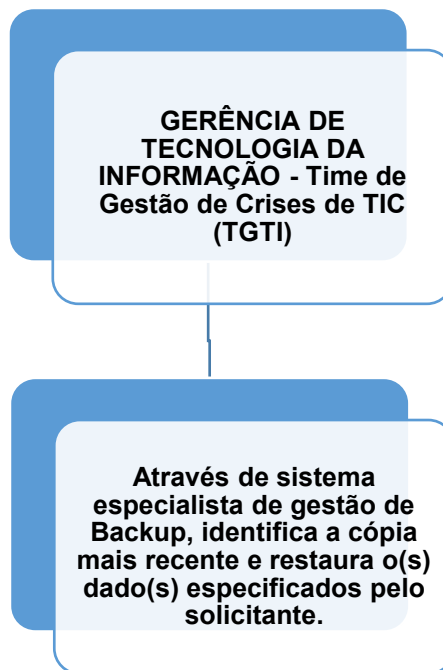 GERÊNCIA DE
TECNOLOGIA DA
INFORMAÇÃO - Time de
Gestão de Crises de TIC
(TGTI)
Através de sistema
especialista de gestão de
Backup, identifica a cópia
mais recente e restaura o(s)
dado(s) especificados pelo
solicitante.